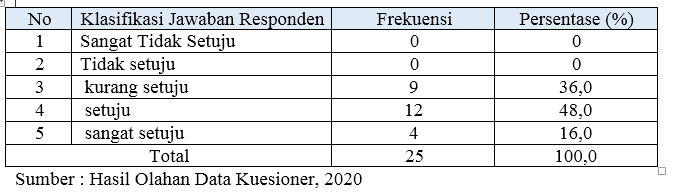 No Klasifikasi Jawaban Responden Frekuensi Persentase (%)
1 Sangat Tidak Setuju 0 0
2 Tidak setuju 0 0
3 kurang setuju 9 36,0
4 setuju 12 48,0
5 sangat setuju 4 16,0
Total 25 100,0
Sumber : Hasil Olahan Data Kuesioner, 2020